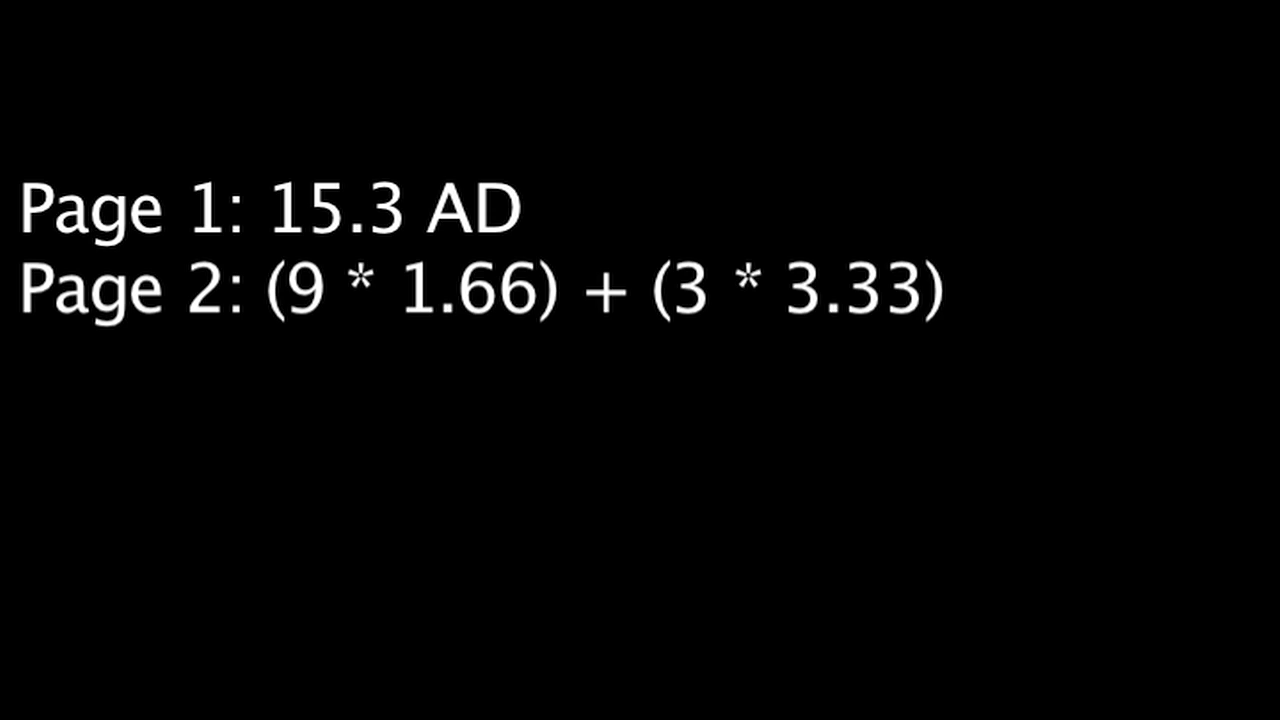 Page 1: 15.3 AD
Page 2: (9 * 1.66) + (3 * 3.33)